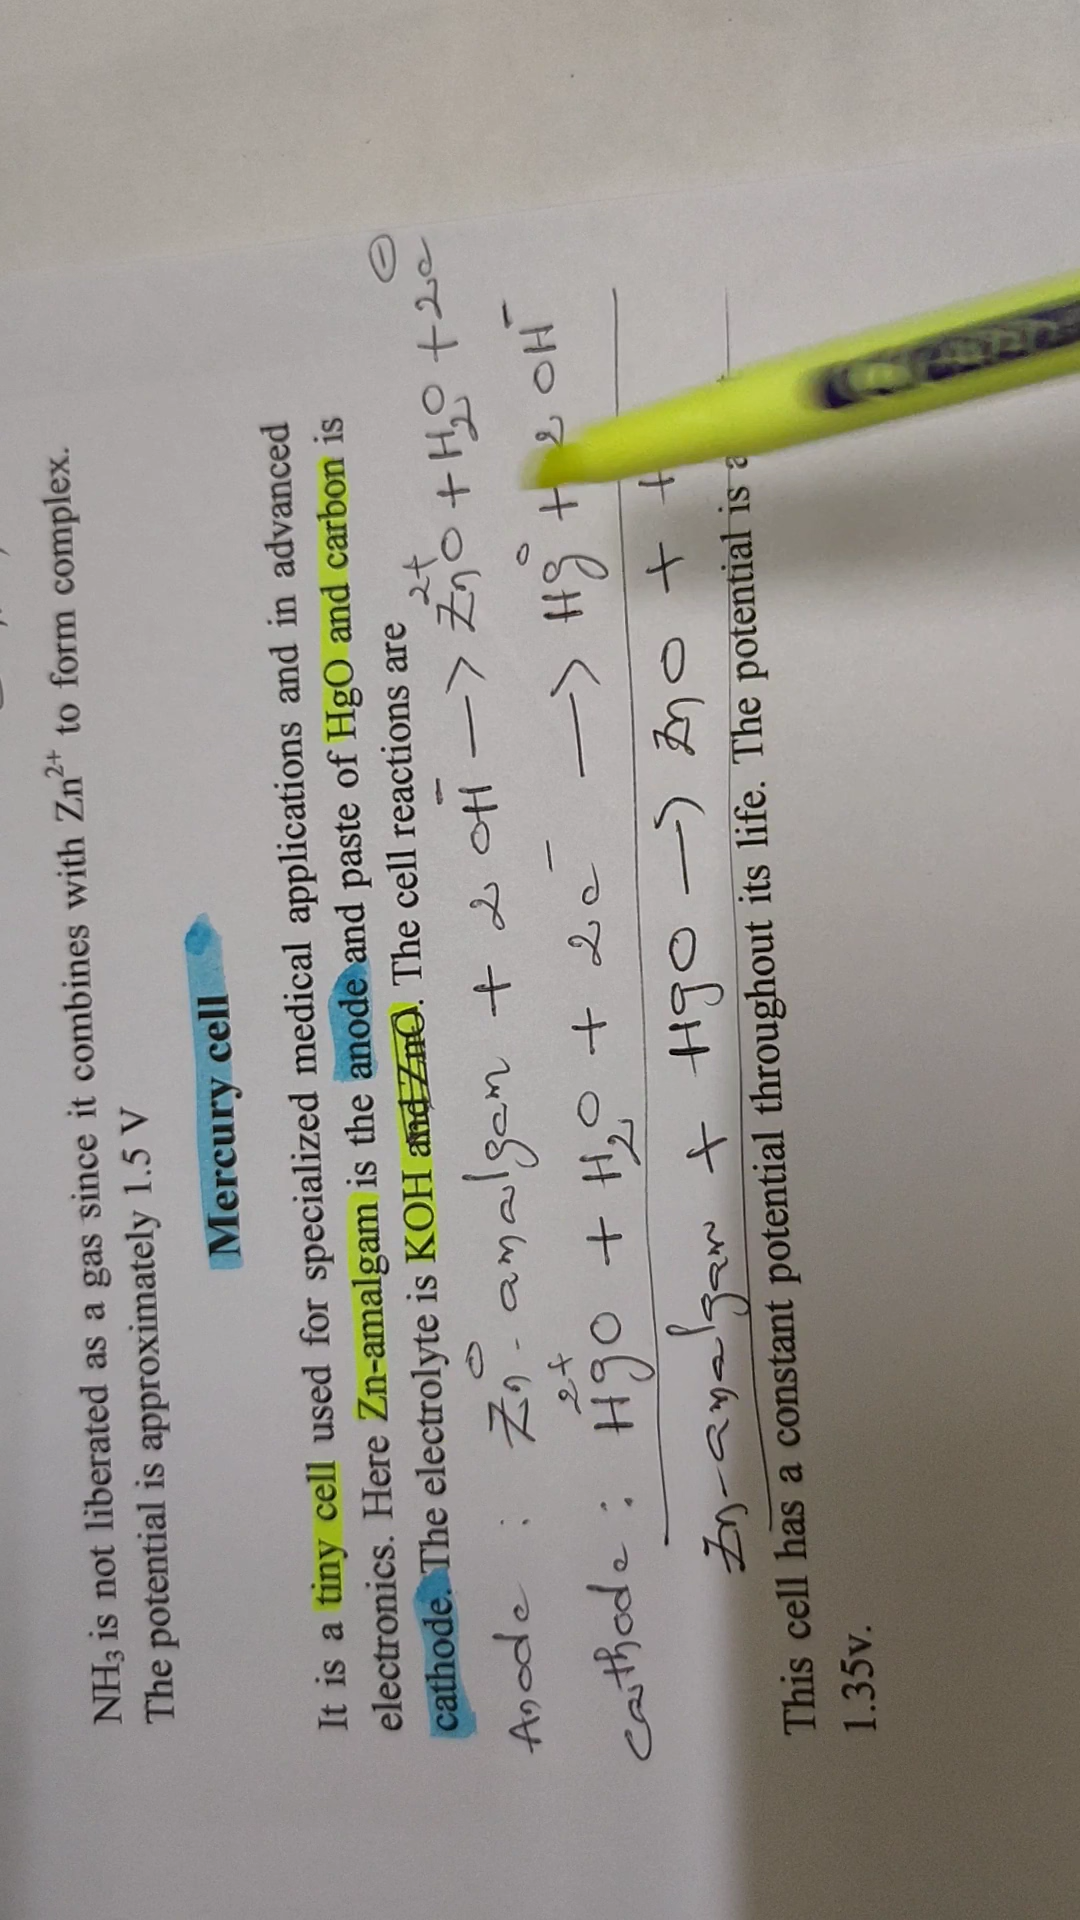 NH₃ is not liberated as a gas since it combines with Zn²⁺ to form complex.
The potential is approximately 1.5 V
Mercury cell
It is a tiny cell used for specialized medical applications and in advanced
electronics. Here Zn-amalgam is the anode and paste of HgO and carbon is
cathode. The electrolyte is KOH and ZnO. The cell reactions are
Anode : Zn⁰-amalgam + 2 OH⁻ → Zn²⁺O + H₂O + 2e⊖
Cathode : Hg²⁺O + H₂O + 2e⁻ → Hg⁰ + 2 OH⁻
Zn-amalgam + HgO → ZnO +
This cell has a constant potential throughout its life. The potential is
1.35v.